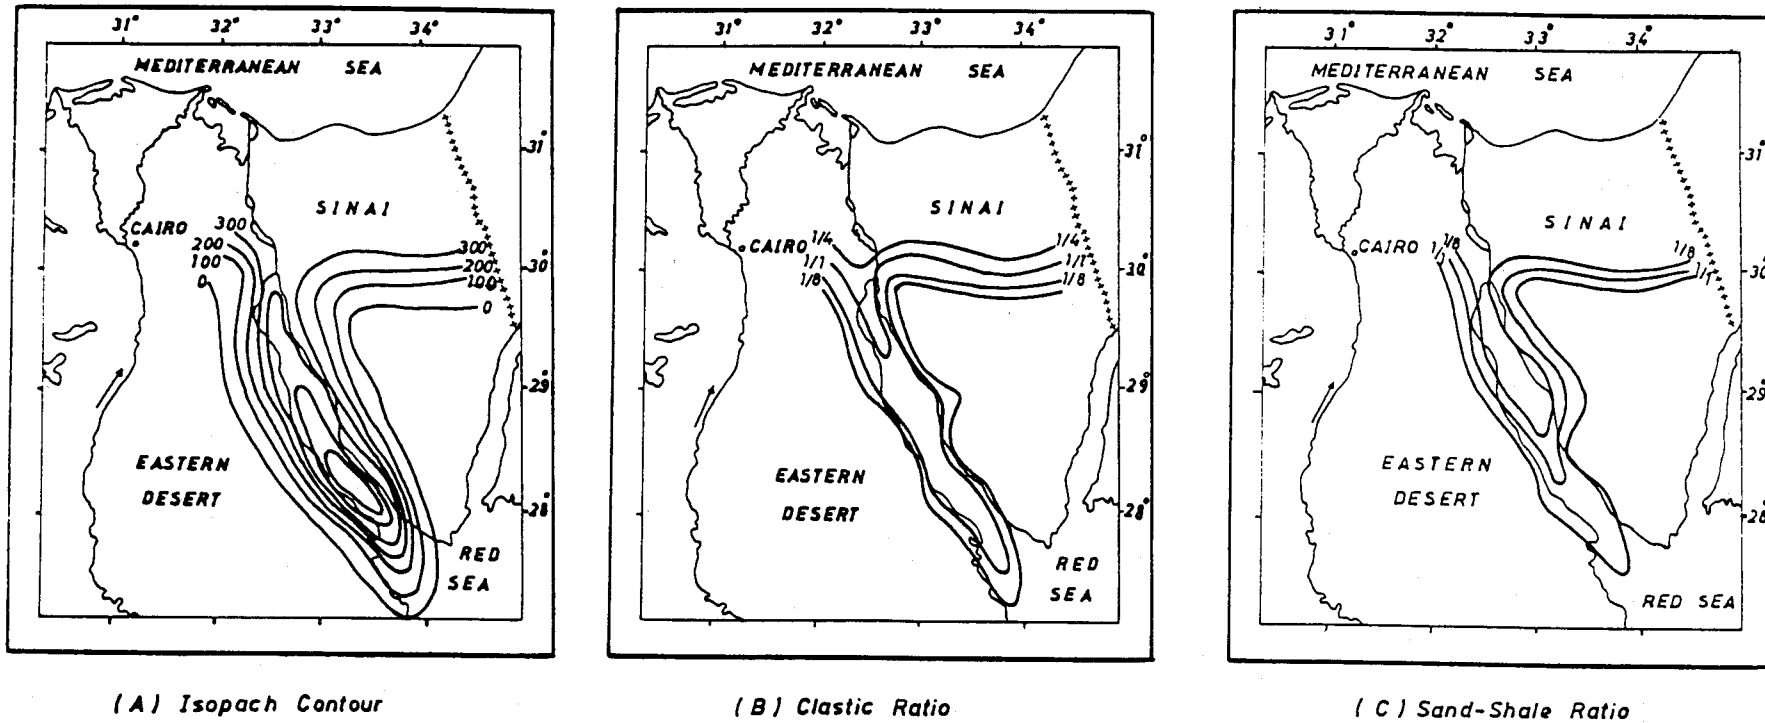 31° 32° 33° 34°
MEDITERRANEAN SEA
31°
SINAI
CAIRO
300
200
100
0
300
200
100
0
30°
29°
EASTERN
DESERT
28°
RED
SEA
(A) Isopach Contour
31° 32° 33° 34°
MEDITERRANEAN SEA
31°
SINAI
CAIRO
1/4
1/1
1/8
1/4
1/1
1/8
30°
29°
EASTERN
DESERT
28°
RED
SEA
(B) Clastic Ratio
31° 32° 33° 34°
MEDITERRANEAN SEA
31°
SINAI
CAIRO
1/8
1/1
1/8
1/1
30°
29°
EASTERN
DESERT
28°
RED SEA
(C) Sand-Shale Ratio